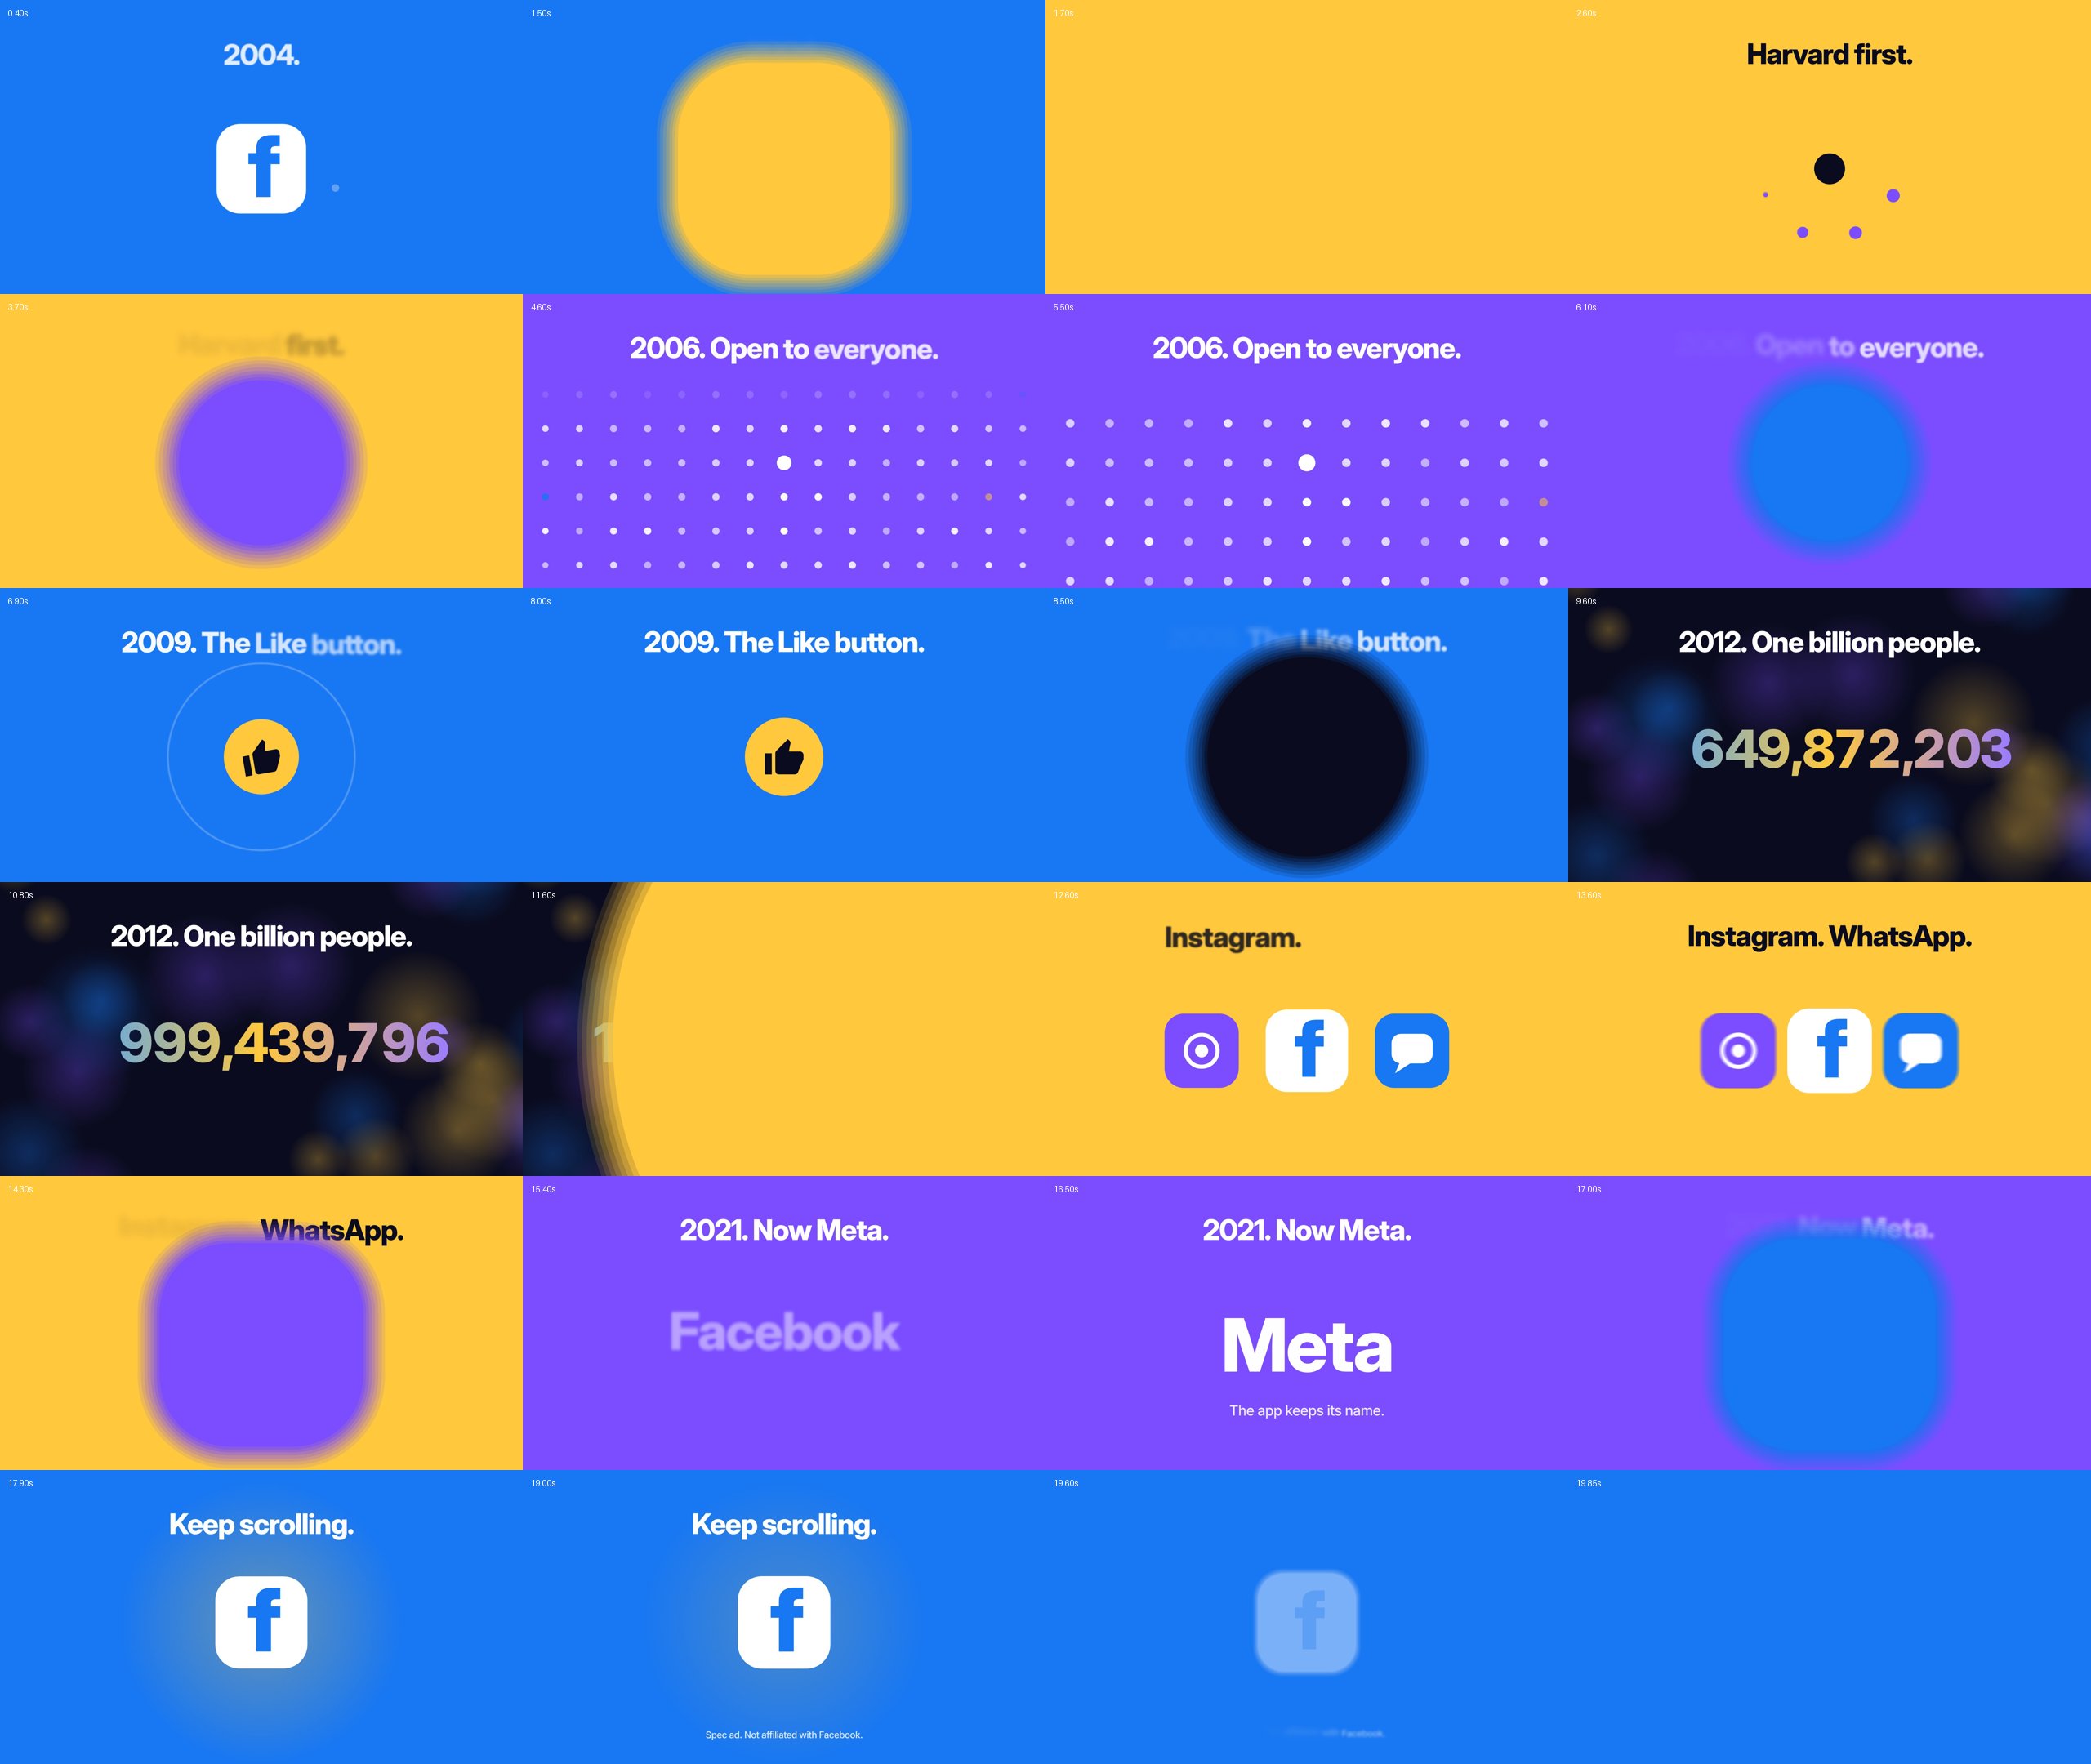 0.40s
2004.
f
1.50s
1.70s
2.60s
Harvard first.
3.70s
Harvard first.
4.60s
2006. Open to everyone.
5.50s
2006. Open to everyone.
6.10s
2006. Open to everyone.
6.90s
2009. The Like button.
8.00s
2009. The Like button.
8.50s
The Like button.
9.60s
2012. One billion people.
649,872,203
10.80s
2012. One billion people.
999,439,796
11.60s
1
12.60s
Instagram.
f
13.60s
Instagram. WhatsApp.
f
14.30s
WhatsApp.
15.40s
2021. Now Meta.
Facebook
16.50s
2021. Now Meta.
Meta
The app keeps its name.
17.00s
Now Meta.
17.90s
Keep scrolling.
f
19.00s
Keep scrolling.
f
Spec ad. Not affiliated with Facebook.
19.60s
f
with Facebook.
19.85s